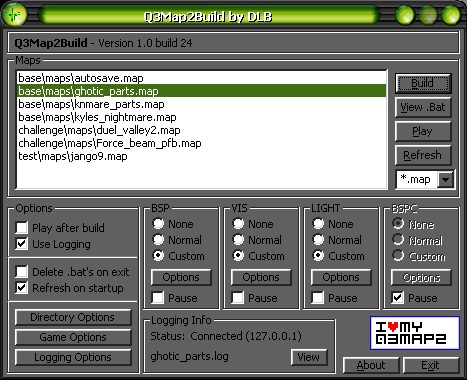 Q3Map2Build by DLB
Q3Map2Build - Version 1.0 build 24
Maps
base\maps\autosave.map
base\maps\ghotic_parts.map
base\maps\knmare_parts.map
base\maps\kyles_nightmare.map
challenge\maps\duel_valley2.map
challenge\maps\Force_beam_pfb.map
test\maps\jango9.map
Build
View .Bat
Play
Refresh
*.map
Options
Play after build
Use Logging
Delete .bat's on exit
Refresh on startup
Directory Options
Game Options
Logging Options
BSP
None
Normal
Custom
Options
Pause
VIS
None
Normal
Custom
Options
Pause
LIGHT
None
Normal
Custom
Options
Pause
BSPC
None
Normal
Custom
Options
Pause
Logging Info
Status: Connected (127.0.0.1)
ghotic_parts.log
View
I♥MY
Q3MAP2
About
Exit